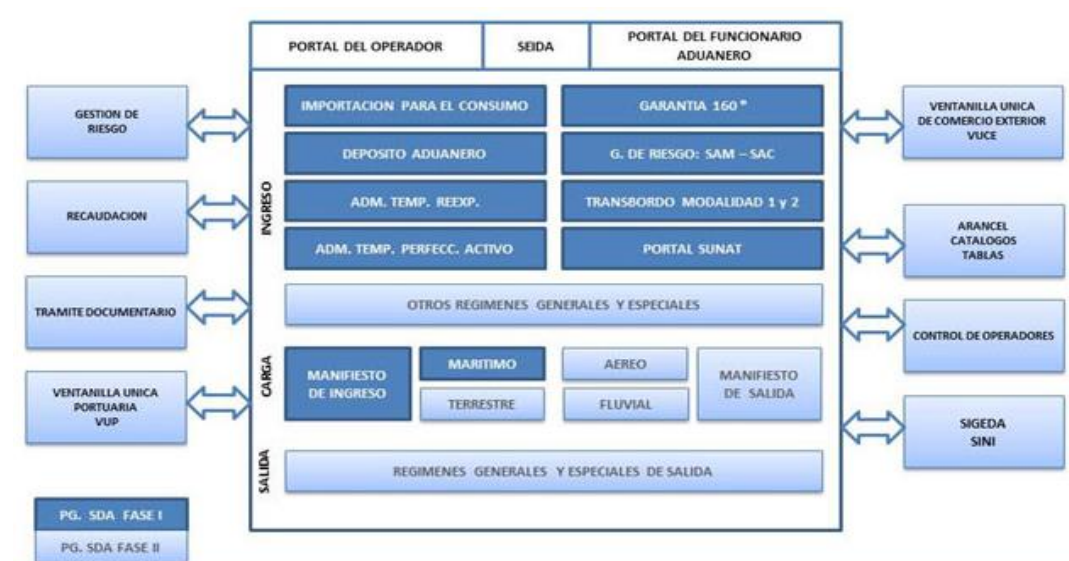 PORTAL DEL OPERADOR
SEIDA
PORTAL DEL FUNCIONARIO
ADUANERO
GESTION DE
RIESGO
RECAUDACION
TRAMITE DOCUMENTARIO
VENTANILLA UNICA
PORTUARIA
VUP
INGRESO
IMPORTACION PARA EL CONSUMO
GARANTIA 160°
DEPOSITO ADUANERO
G. DE RIESGO: SAM – SAC
ADM. TEMP. REEXP.
TRANSBORDO MODALIDAD 1 y 2
ADM. TEMP. PERFECC. ACTIVO
PORTAL SUNAT
OTROS REGIMENES GENERALES Y ESPECIALES
CARGA
MANIFIESTO
DE INGRESO
MARITIMO
AEREO
TERRESTRE
FLUVIAL
MANIFIESTO
DE SALIDA
SALIDA
REGIMENES GENERALES Y ESPECIALES DE SALIDA
VENTANILLA UNICA
DE COMERCIO EXTERIOR
VUCE
ARANCEL
CATALOGOS
TABLAS
CONTROL DE OPERADORES
SIGEDA
SINI
PG. SDA FASE I
PG. SDA FASE II